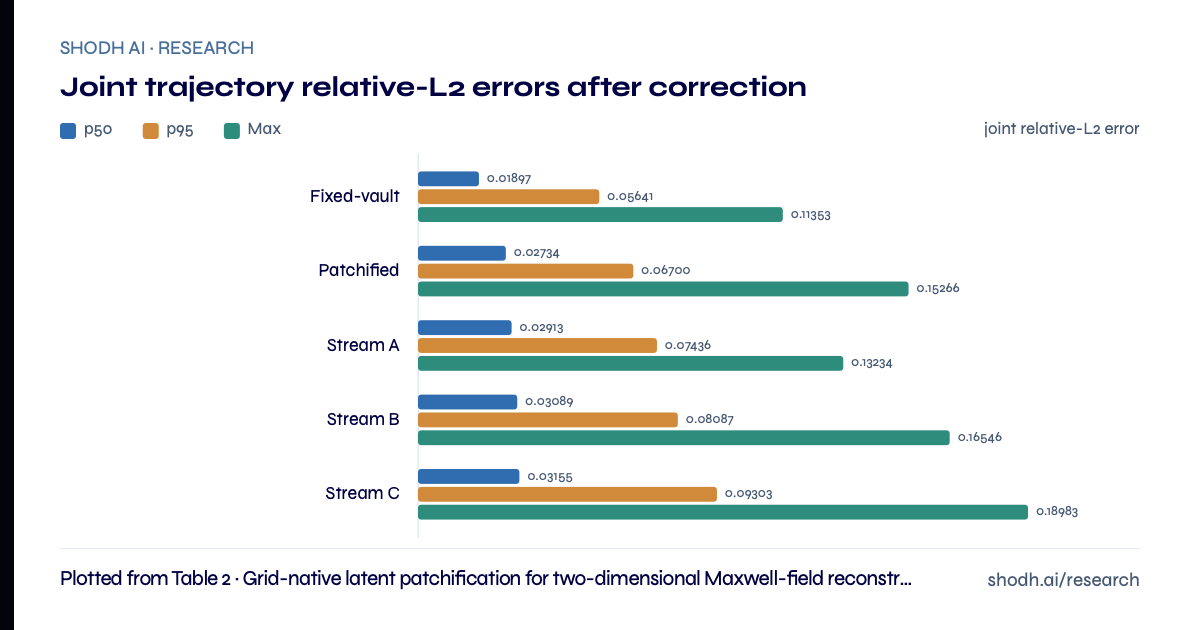 SHODH AI · RESEARCH
Joint trajectory relative-L2 errors after correction
p50 p95 Max joint relative-L2 error
Fixed-vault
0.01897
0.05641
0.11353
Patchified
0.02734
0.06700
0.15266
Stream A
0.02913
0.07436
0.13234
Stream B
0.03089
0.08087
0.16546
Stream C
0.03155
0.09303
0.18983
Plotted from Table 2 · Grid-native latent patchification for two-dimensional Maxwell-field reconstr...
shodh.ai/research